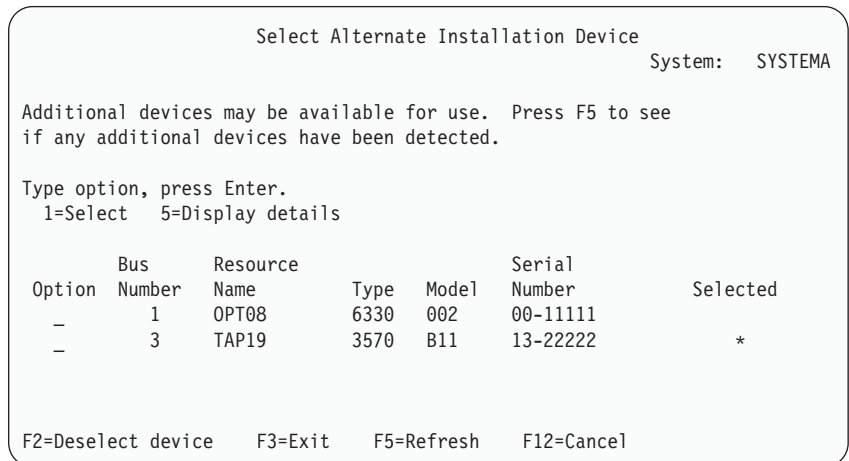 Select Alternate Installation Device
System: SYSTEMA
Additional devices may be available for use. Press F5 to see
if any additional devices have been detected.
Type option, press Enter.
1=Select 5=Display details
Bus Resource Serial
Option Number Name Type Model Number Selected
_ 1 OPT08 6330 002 00-11111
_ 3 TAP19 3570 B11 13-22222 *
F2=Deselect device F3=Exit F5=Refresh F12=Cancel